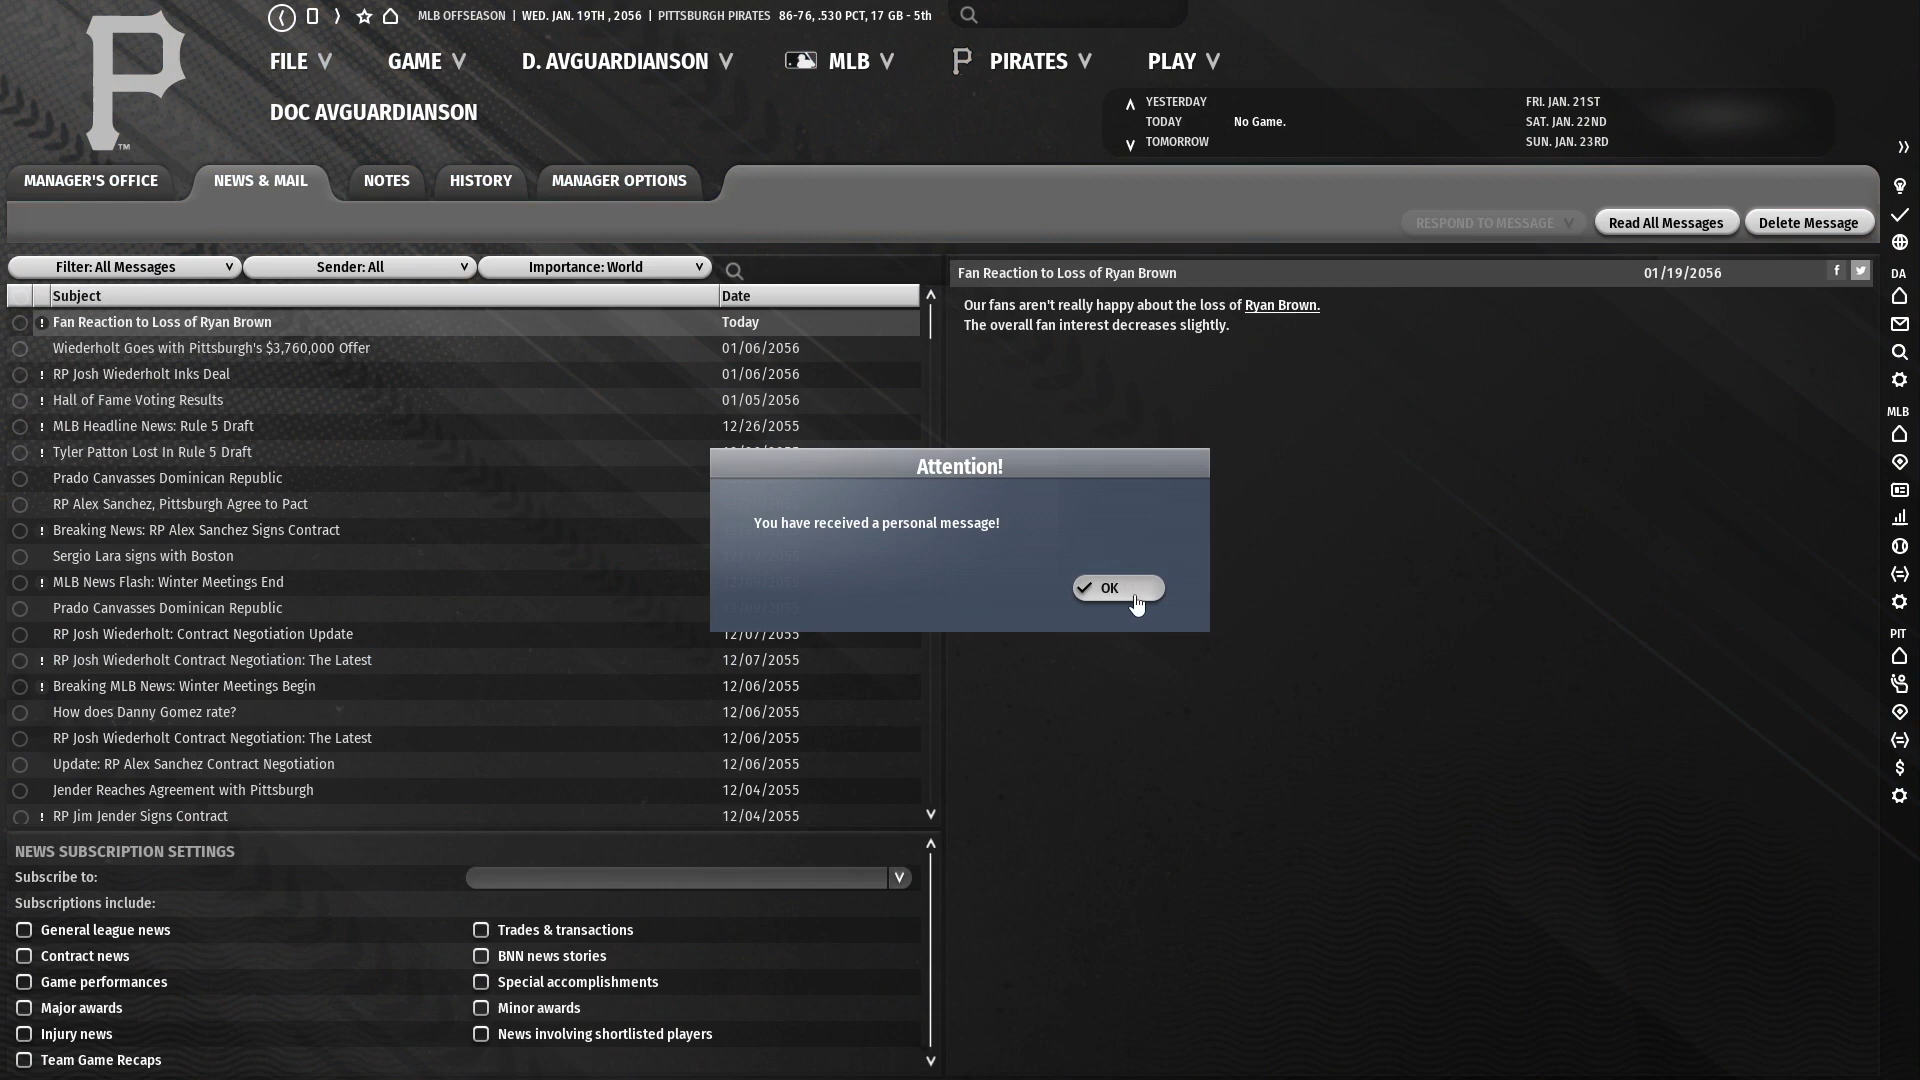 MLB OFFSEASON | WED. JAN. 19TH , 2056 | PITTSBURGH PIRATES 86-76, .530 PCT, 17 GB - 5th
FILE GAME D. AVGUARDIANSON MLB PIRATES PLAY
DOC AVGUARDIANSON
YESTERDAY
TODAY No Game.
TOMORROW
FRI. JAN. 21ST
SAT. JAN. 22ND
SUN. JAN. 23RD
P
TM
MANAGER'S OFFICE NEWS & MAIL NOTES HISTORY MANAGER OPTIONS
RESPOND TO MESSAGE Read All Messages Delete Message
Filter: All Messages Sender: All Importance: World
Subject Date
! Fan Reaction to Loss of Ryan Brown Today
Wiederholt Goes with Pittsburgh's $3,760,000 Offer 01/06/2056
! RP Josh Wiederholt Inks Deal 01/06/2056
! Hall of Fame Voting Results 01/05/2056
! MLB Headline News: Rule 5 Draft 12/26/2055
! Tyler Patton Lost In Rule 5 Draft
Prado Canvasses Dominican Republic
RP Alex Sanchez, Pittsburgh Agree to Pact
! Breaking News: RP Alex Sanchez Signs Contract
Sergio Lara signs with Boston
! MLB News Flash: Winter Meetings End
Prado Canvasses Dominican Republic
RP Josh Wiederholt: Contract Negotiation Update 12/07/2055
! RP Josh Wiederholt Contract Negotiation: The Latest 12/07/2055
! Breaking MLB News: Winter Meetings Begin 12/06/2055
How does Danny Gomez rate? 12/06/2055
RP Josh Wiederholt Contract Negotiation: The Latest 12/06/2055
Update: RP Alex Sanchez Contract Negotiation 12/06/2055
Jender Reaches Agreement with Pittsburgh 12/04/2055
! RP Jim Jender Signs Contract 12/04/2055
Fan Reaction to Loss of Ryan Brown 01/19/2056
Our fans aren't really happy about the loss of Ryan Brown.
The overall fan interest decreases slightly.
Attention!
You have received a personal message!
OK
NEWS SUBSCRIPTION SETTINGS
Subscribe to:
Subscriptions include:
General league news Trades & transactions
Contract news BNN news stories
Game performances Special accomplishments
Major awards Minor awards
Injury news News involving shortlisted players
Team Game Recaps
DA
MLB
PIT